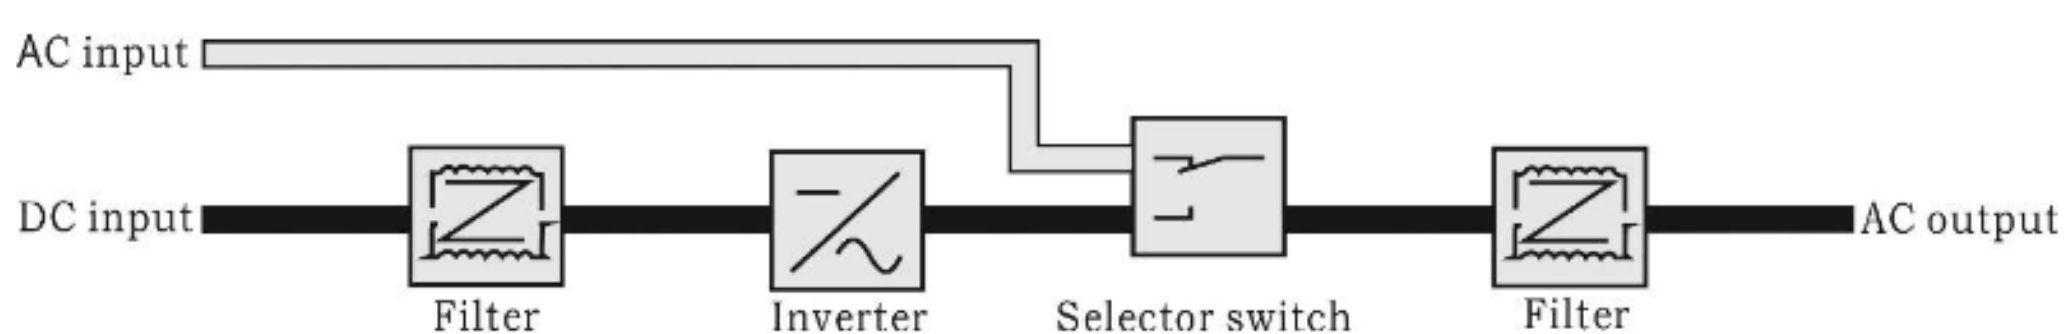 AC input
DC input
AC output
Filter
Inverter
Selector switch
Filter